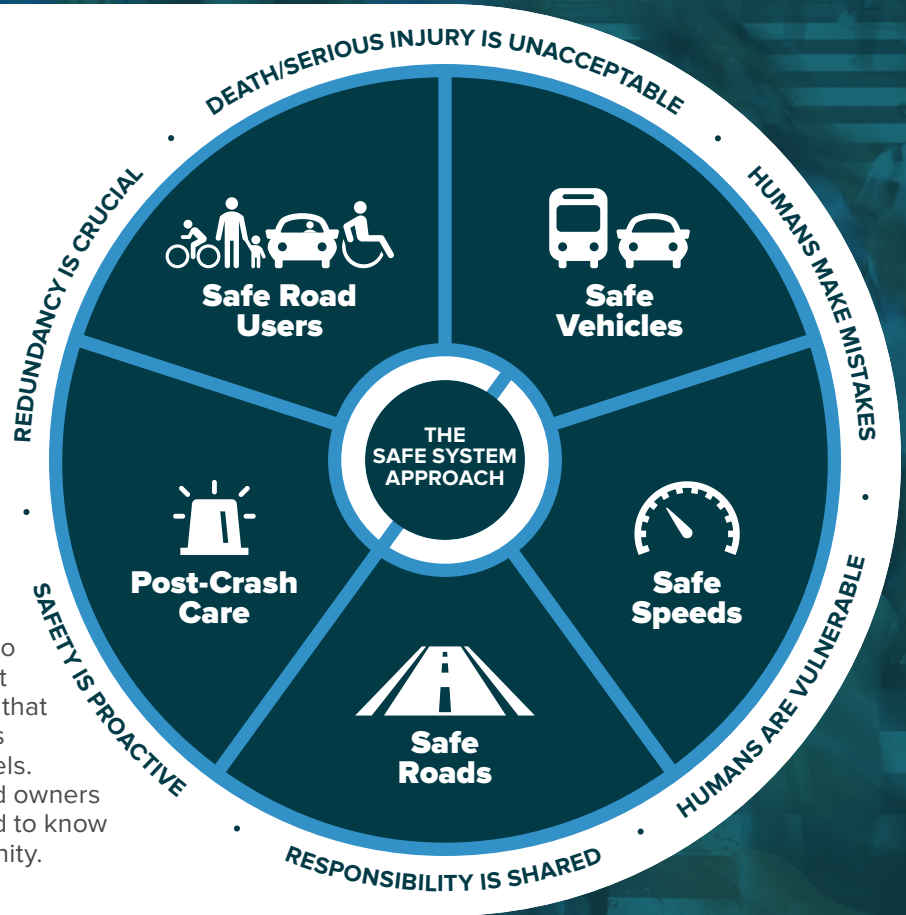 DEATH/SERIOUS INJURY IS UNACCEPTABLE
HUMANS MAKE MISTAKES
HUMANS ARE VULNERABLE
RESPONSIBILITY IS SHARED
SAFETY IS PROACTIVE
REDUNDANCY IS CRUCIAL
Safe Road
Users
Safe
Vehicles
Safe
Speeds
Safe
Roads
Post-Crash
Care
THE
SAFE SYSTEM
APPROACH
that
owners
to know